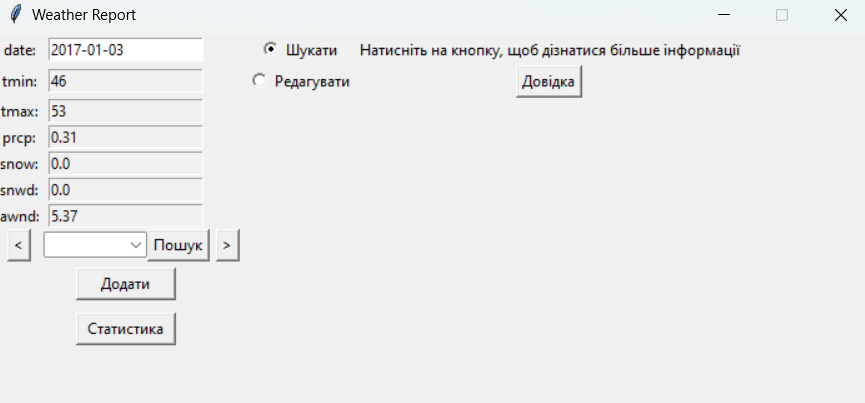 Weather Report
date: 2017-01-03
Шукати
Натисніть на кнопку, щоб дізнатися більше інформації
tmin: 46
Редагувати
Довідка
tmax: 53
prcp: 0.31
snow: 0.0
snwd: 0.0
awnd: 5.37
< Пошук >
Додати
Статистика